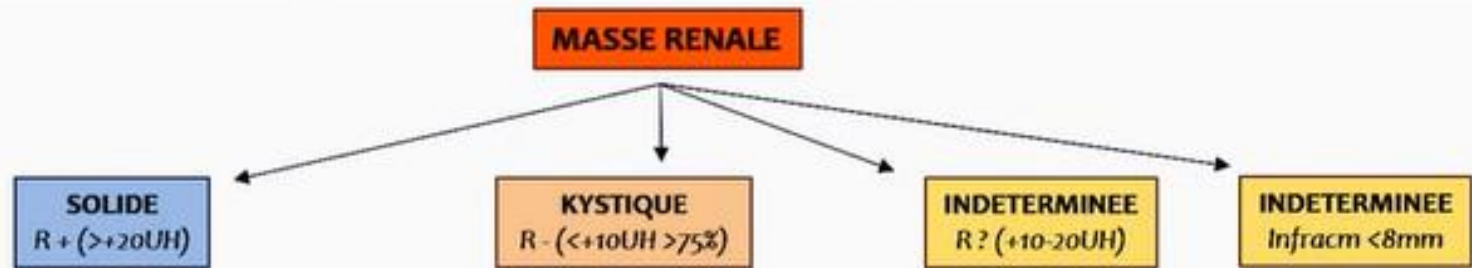 MASSE RENALE
SOLIDE
R + (>+20UH)
KYSTIQUE
R - (<+10UH >75%)
INDETERMINEE
R ? (+10-20UH)
INDETERMINEE
Infracm <8mm